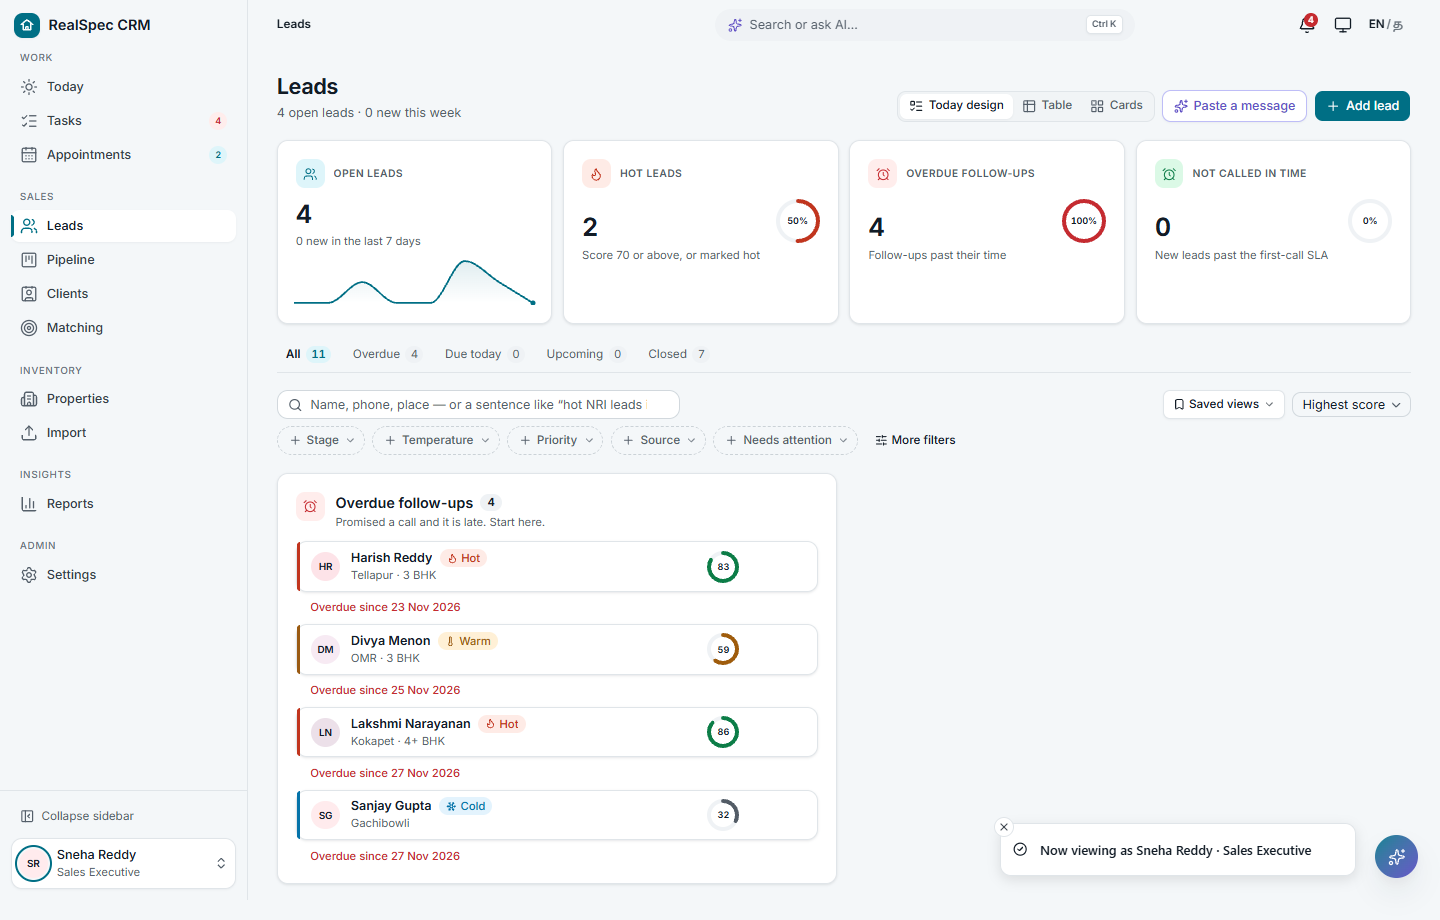 RealSpec CRM
WORK
Today
Tasks 4
Appointments 2
SALES
Leads
Pipeline
Clients
Matching
INVENTORY
Properties
Import
INSIGHTS
Reports
ADMIN
Settings
Collapse sidebar
SR Sneha Reddy
Sales Executive
Leads
Search or ask AI... Ctrl K
4
EN / த
Leads
4 open leads · 0 new this week
Today design Table Cards Paste a message + Add lead
OPEN LEADS
4
0 new in the last 7 days
HOT LEADS
2
50%
Score 70 or above, or marked hot
OVERDUE FOLLOW-UPS
4
100%
Follow-ups past their time
NOT CALLED IN TIME
0
0%
New leads past the first-call SLA
All 11 Overdue 4 Due today 0 Upcoming 0 Closed 7
Name, phone, place — or a sentence like “hot NRI leads
Saved views Highest score
+ Stage + Temperature + Priority + Source + Needs attention More filters
Overdue follow-ups 4
Promised a call and it is late. Start here.
HR Harish Reddy Hot 83
Tellapur · 3 BHK
Overdue since 23 Nov 2026
DM Divya Menon Warm 59
OMR · 3 BHK
Overdue since 25 Nov 2026
LN Lakshmi Narayanan Hot 86
Kokapet · 4+ BHK
Overdue since 27 Nov 2026
SG Sanjay Gupta Cold 32
Gachibowli
Overdue since 27 Nov 2026
Now viewing as Sneha Reddy · Sales Executive